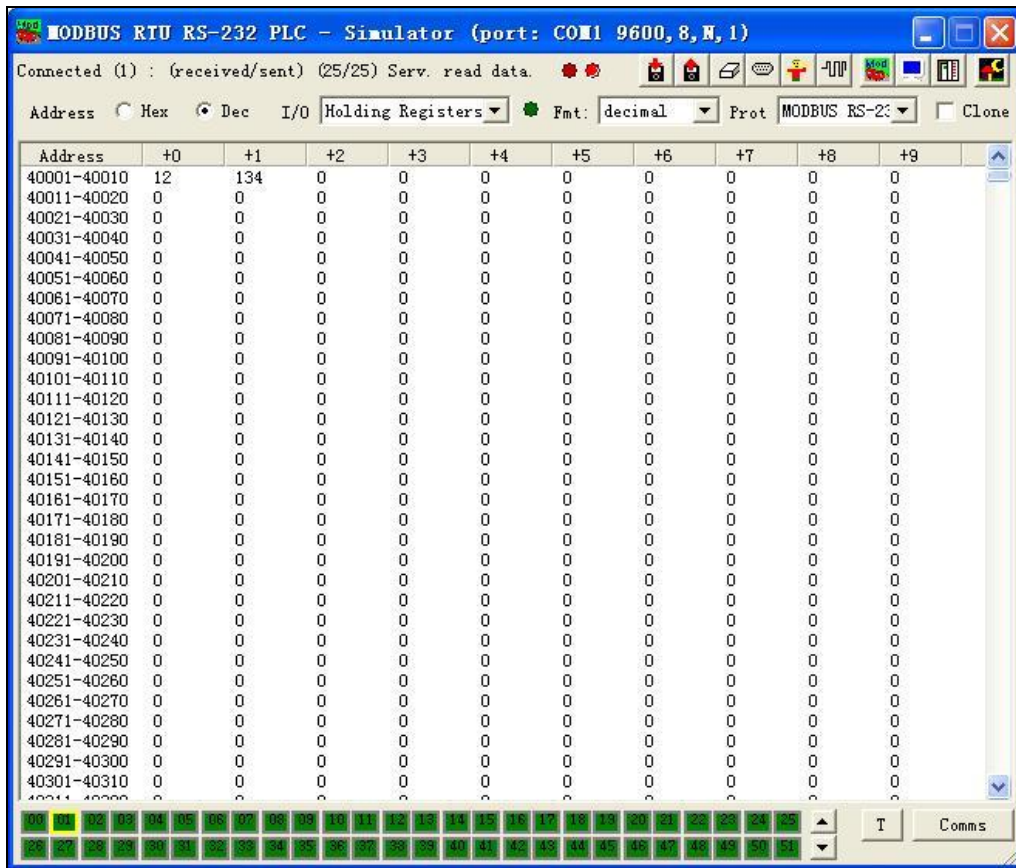 MODBUS RTU RS-232 PLC - Simulator (port: COM1 9600,8,N,1)
Connected (1) : (received/sent) (25/25) Serv. read data.
Address Hex Dec I/O Holding Registers Fmt: decimal Prot MODBUS RS-23 Clone
Address +0 +1 +2 +3 +4 +5 +6 +7 +8 +9
40001-40010 12 134 0 0 0 0 0 0 0 0
40011-40020 0 0 0 0 0 0 0 0 0 0
40021-40030 0 0 0 0 0 0 0 0 0 0
40031-40040 0 0 0 0 0 0 0 0 0 0
40041-40050 0 0 0 0 0 0 0 0 0 0
40051-40060 0 0 0 0 0 0 0 0 0 0
40061-40070 0 0 0 0 0 0 0 0 0 0
40071-40080 0 0 0 0 0 0 0 0 0 0
40081-40090 0 0 0 0 0 0 0 0 0 0
40091-40100 0 0 0 0 0 0 0 0 0 0
40101-40110 0 0 0 0 0 0 0 0 0 0
40111-40120 0 0 0 0 0 0 0 0 0 0
40121-40130 0 0 0 0 0 0 0 0 0 0
40131-40140 0 0 0 0 0 0 0 0 0 0
40141-40150 0 0 0 0 0 0 0 0 0 0
40151-40160 0 0 0 0 0 0 0 0 0 0
40161-40170 0 0 0 0 0 0 0 0 0 0
40171-40180 0 0 0 0 0 0 0 0 0 0
40181-40190 0 0 0 0 0 0 0 0 0 0
40191-40200 0 0 0 0 0 0 0 0 0 0
40201-40210 0 0 0 0 0 0 0 0 0 0
40211-40220 0 0 0 0 0 0 0 0 0 0
40221-40230 0 0 0 0 0 0 0 0 0 0
40231-40240 0 0 0 0 0 0 0 0 0 0
40241-40250 0 0 0 0 0 0 0 0 0 0
40251-40260 0 0 0 0 0 0 0 0 0 0
40261-40270 0 0 0 0 0 0 0 0 0 0
40271-40280 0 0 0 0 0 0 0 0 0 0
40281-40290 0 0 0 0 0 0 0 0 0 0
40291-40300 0 0 0 0 0 0 0 0 0 0
40301-40310 0 0 0 0 0 0 0 0 0 0
00 01 02 03 04 05 06 07 08 09 10 11 12 13 14 15 16 17 18 19 20 21 22 23 24 25 T Comms
26 27 28 29 30 31 32 33 34 35 36 37 38 39 40 41 42 43 44 45 46 47 48 49 50 51